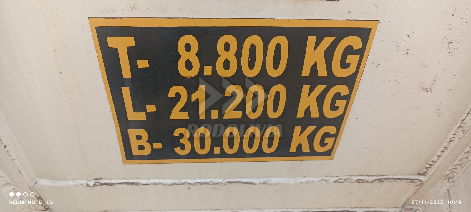 T- 8.800 KG
L- 21.200 KG
B- 30.000 KG